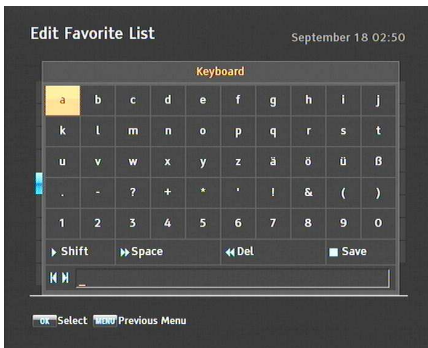 Edit Favorite List September 18 02:50
Keyboard
a b c d e f g h i j
k l m n o p q r s t
u v w x y z ä ö ü ß
. - ? + * ' ! & ( )
1 2 3 4 5 6 7 8 9 0
Shift Space Del Save
_
OK Select MENU Previous Menu